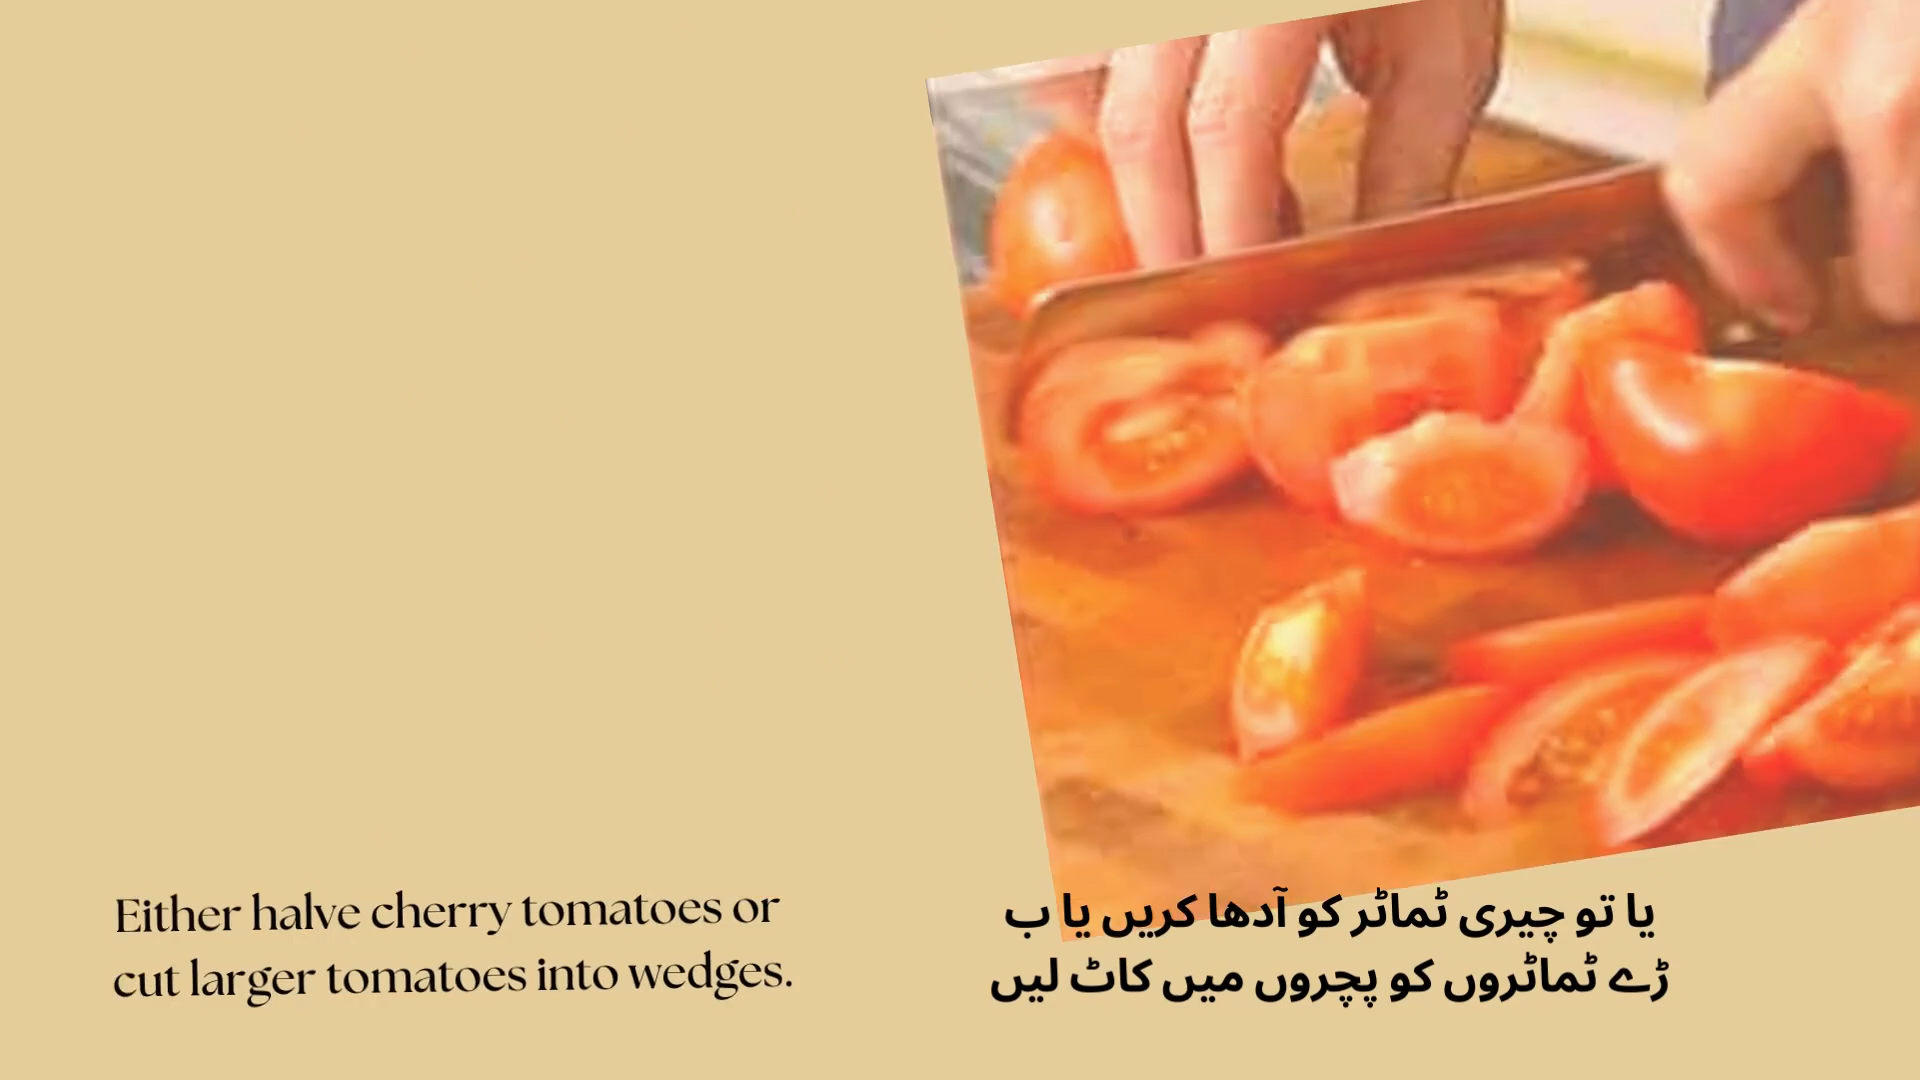 Either halve cherry tomatoes or
cut larger tomatoes into wedges.
یا تو چیری ٹماٹر کو آدھا کریں یا ب
ڑے ٹماٹروں کو پچروں میں کاٹ لیں